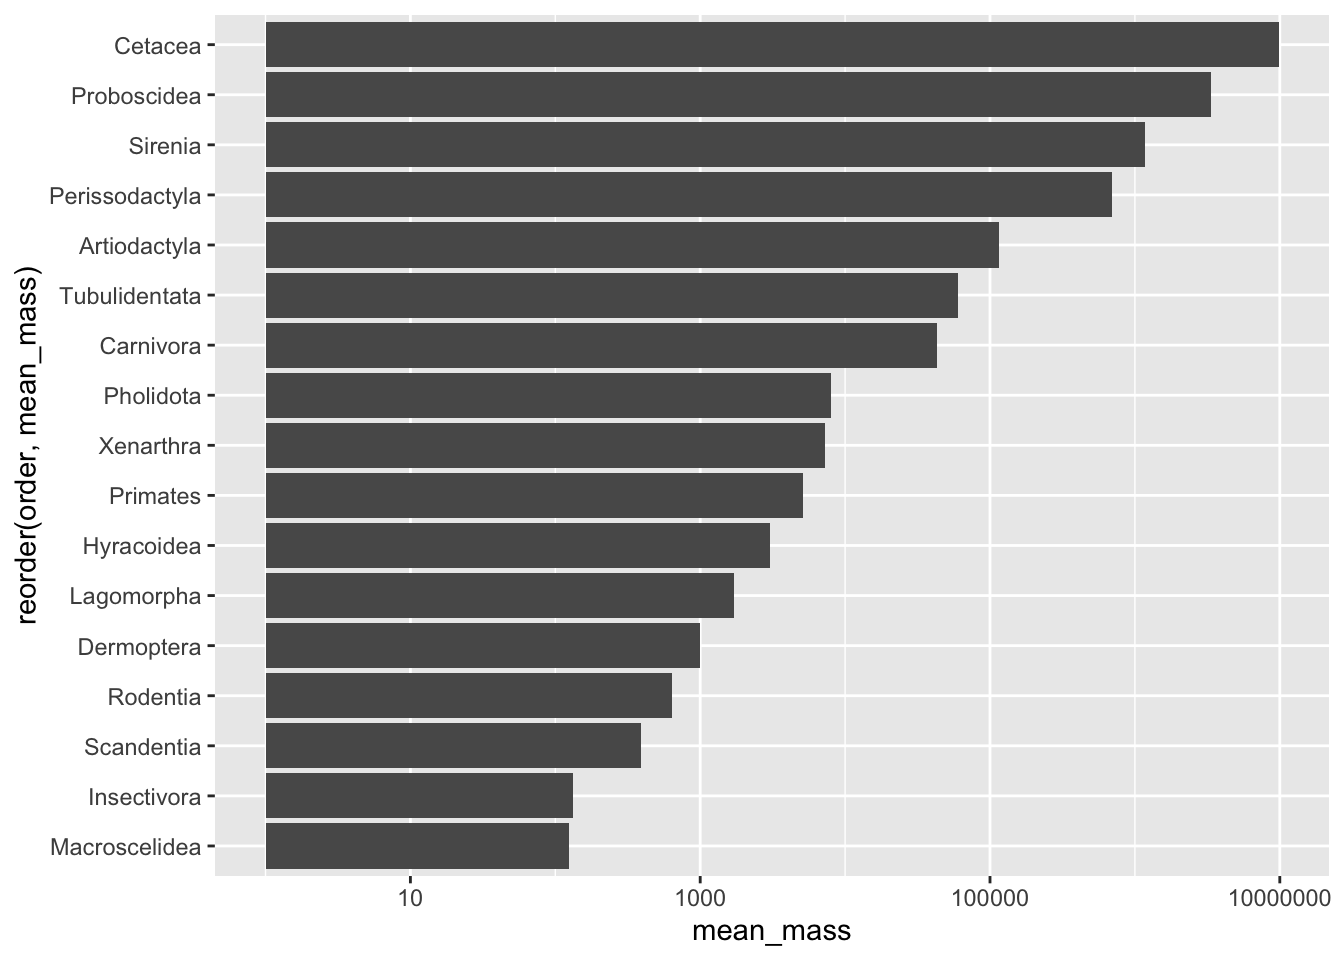 Cetacea
Proboscidea
Sirenia
Perissodactyla
Artiodactyla
Tubulidentata
Carnivora
Pholidota
Xenarthra
Primates
Hyracoidea
Lagomorpha
Dermoptera
Rodentia
Scandentia
Insectivora
Macroscelidea
reorder(order, mean_mass)
10 1000 100000 10000000
mean_mass